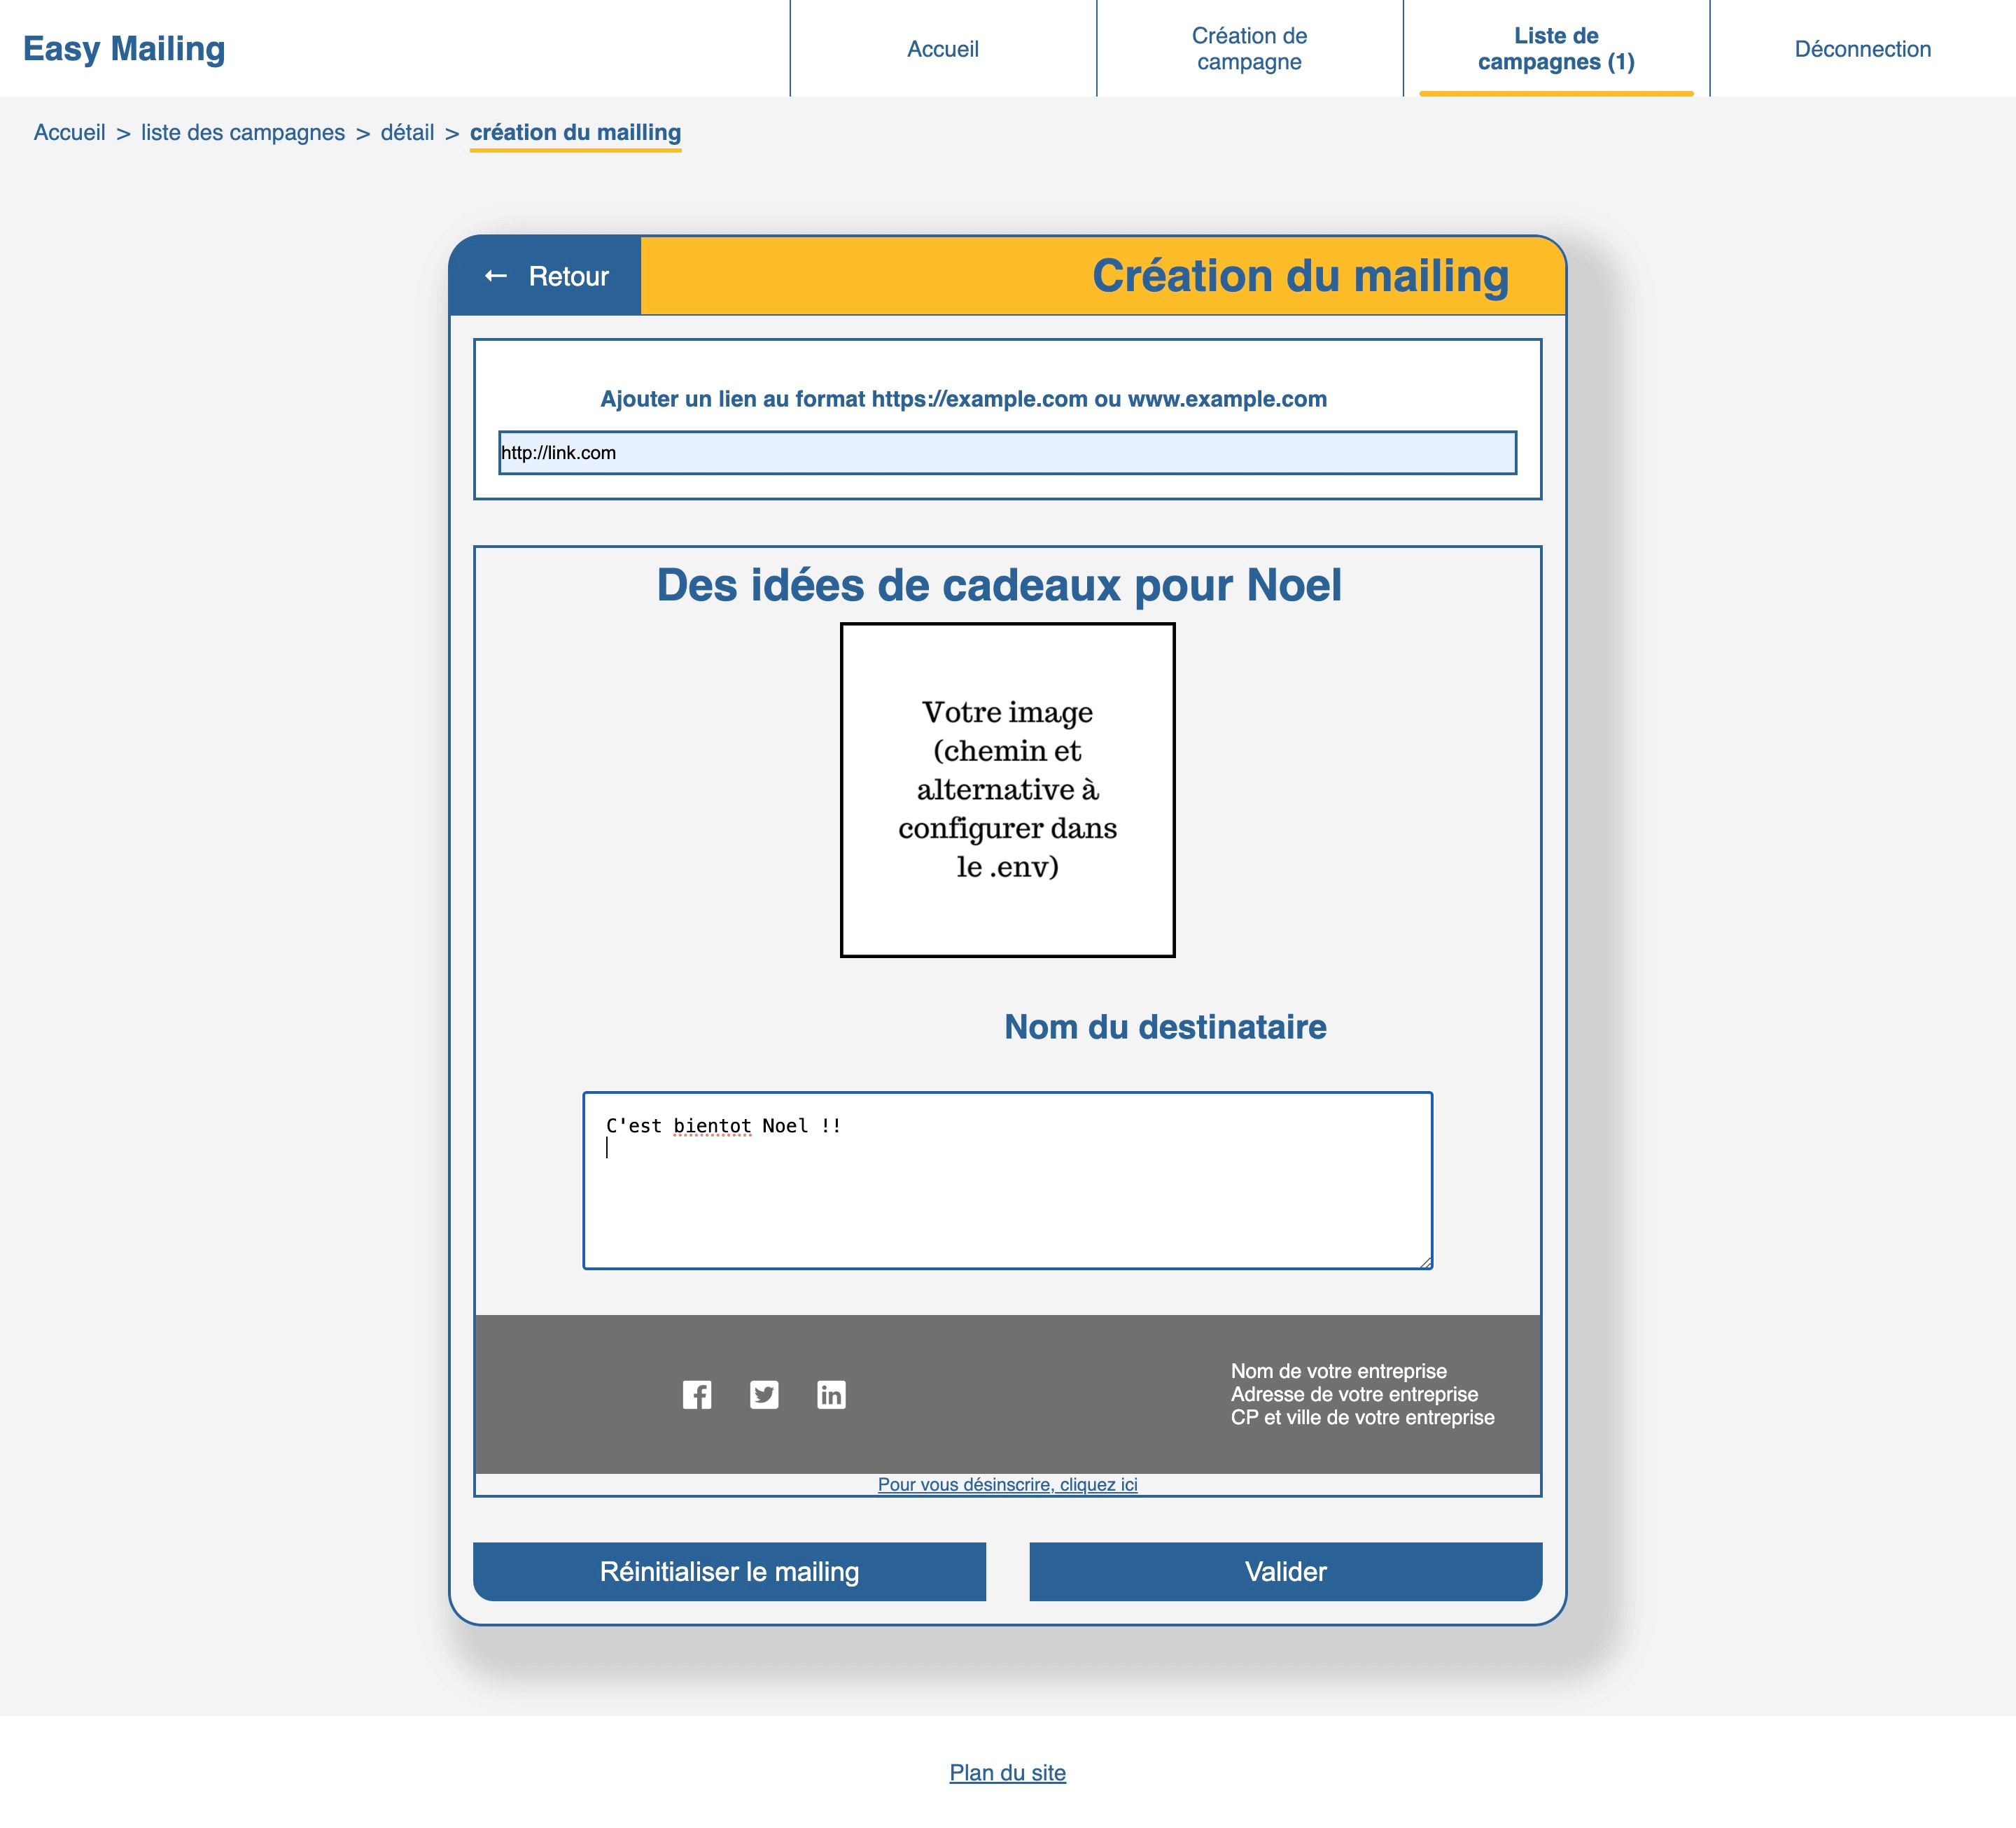 Easy Mailing
Accueil
Création de
campagne
Liste de
campagnes (1)
Déconnection
Accueil > liste des campagnes > détail > création du mailling
← Retour
Création du mailing
Ajouter un lien au format https://example.com ou www.example.com
http://link.com
Des idées de cadeaux pour Noel
Votre image
(chemin et
alternative à
configurer dans
le .env)
Nom du destinataire
C'est bientot Noel !!
Nom de votre entreprise
Adresse de votre entreprise
CP et ville de votre entreprise
Pour vous désinscrire, cliquez ici
Réinitialiser le mailing
Valider
Plan du site